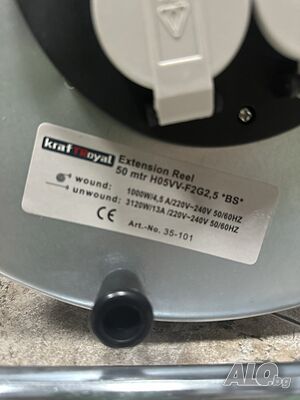 kraftRoyal
Extension Reel
50 mtr H05VV-F2G2,5 "BS"
wound: 1000W/4,5 A/220V~240V 50/60HZ
unwound: 3120W/13A /220V~240V 50/60HZ
CE
Art.-No. 35-101
ALO.bg